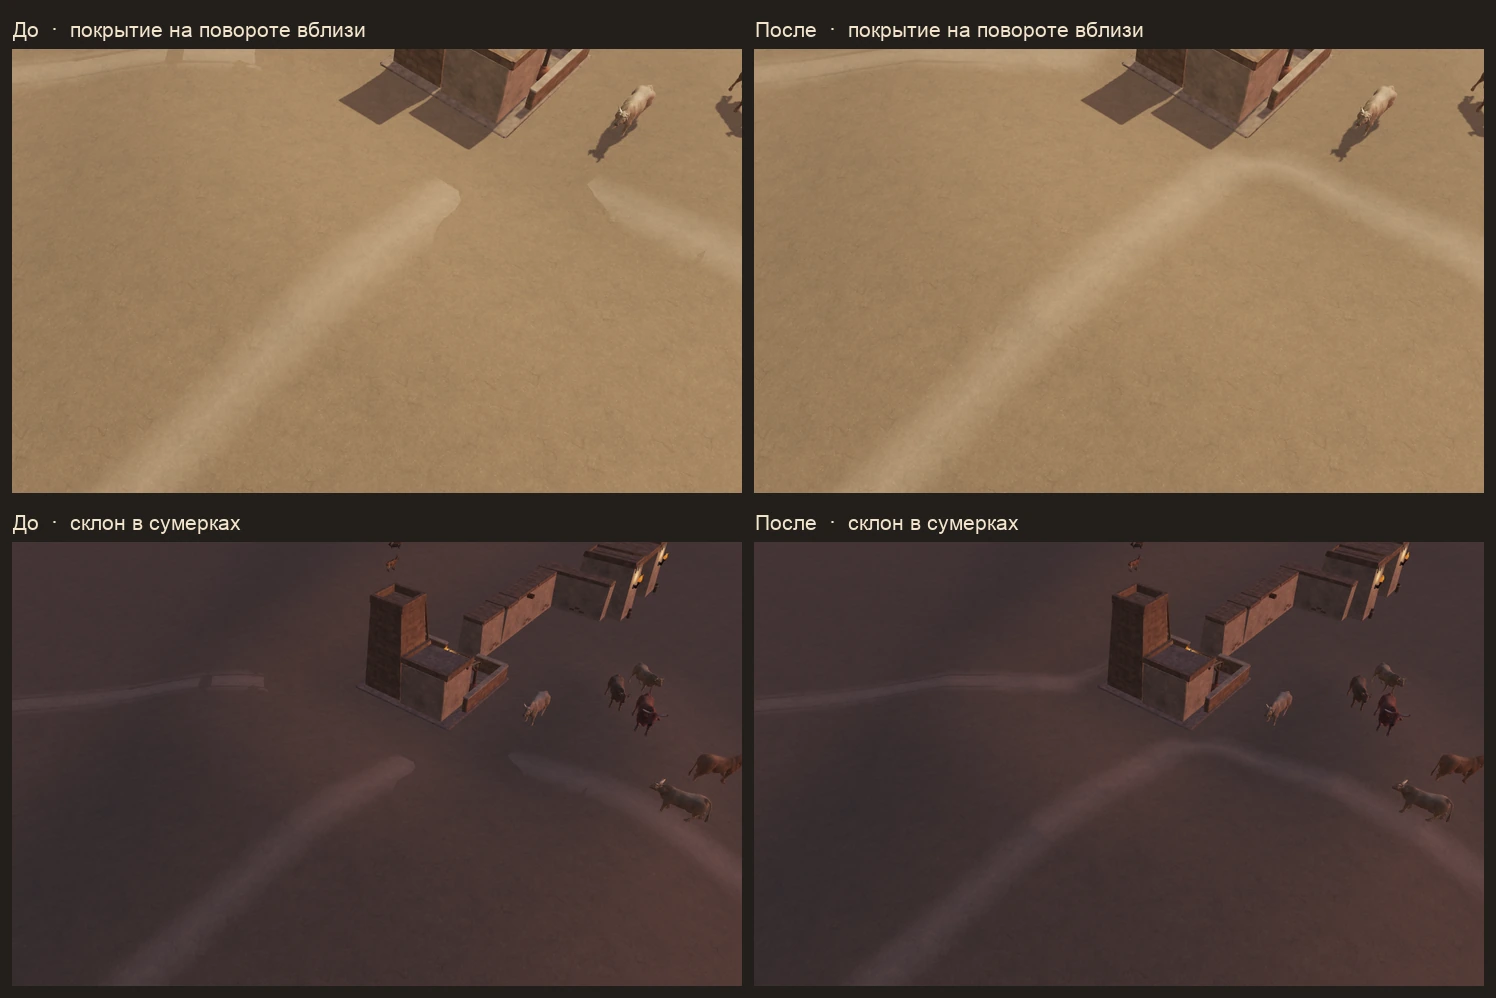 До · покрытие на повороте вблизи
После · покрытие на повороте вблизи
До · склон в сумерках
После · склон в сумерках